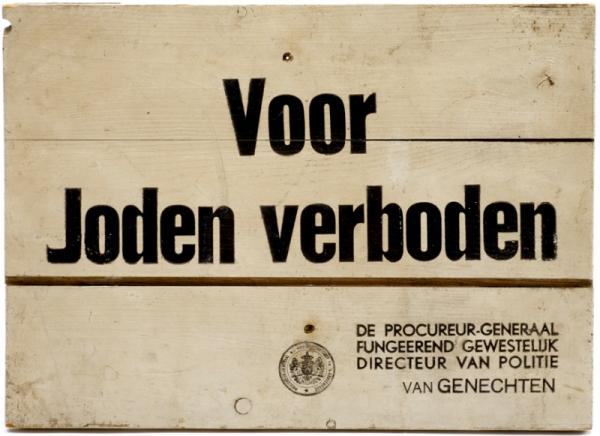 Voor
Joden verboden
DE PROCUREUR-GENERAAL
FUNGEEREND GEWESTELIJK
DIRECTEUR VAN POLITIE
VAN GENECHTEN